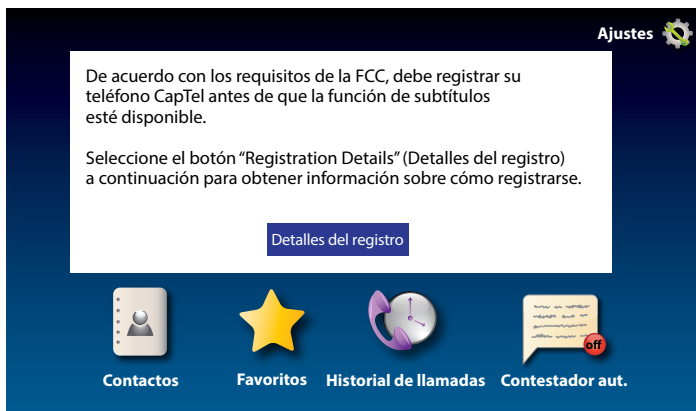 Ajustes
De acuerdo con los requisitos de la FCC, debe registrar su
teléfono CapTel antes de que la función de subtítulos
esté disponible.
Seleccione el botón “Registration Details” (Detalles del registro)
a continuación para obtener información sobre cómo registrarse.
Detalles del registro
off
Contactos Favoritos Historial de llamadas Contestador aut.